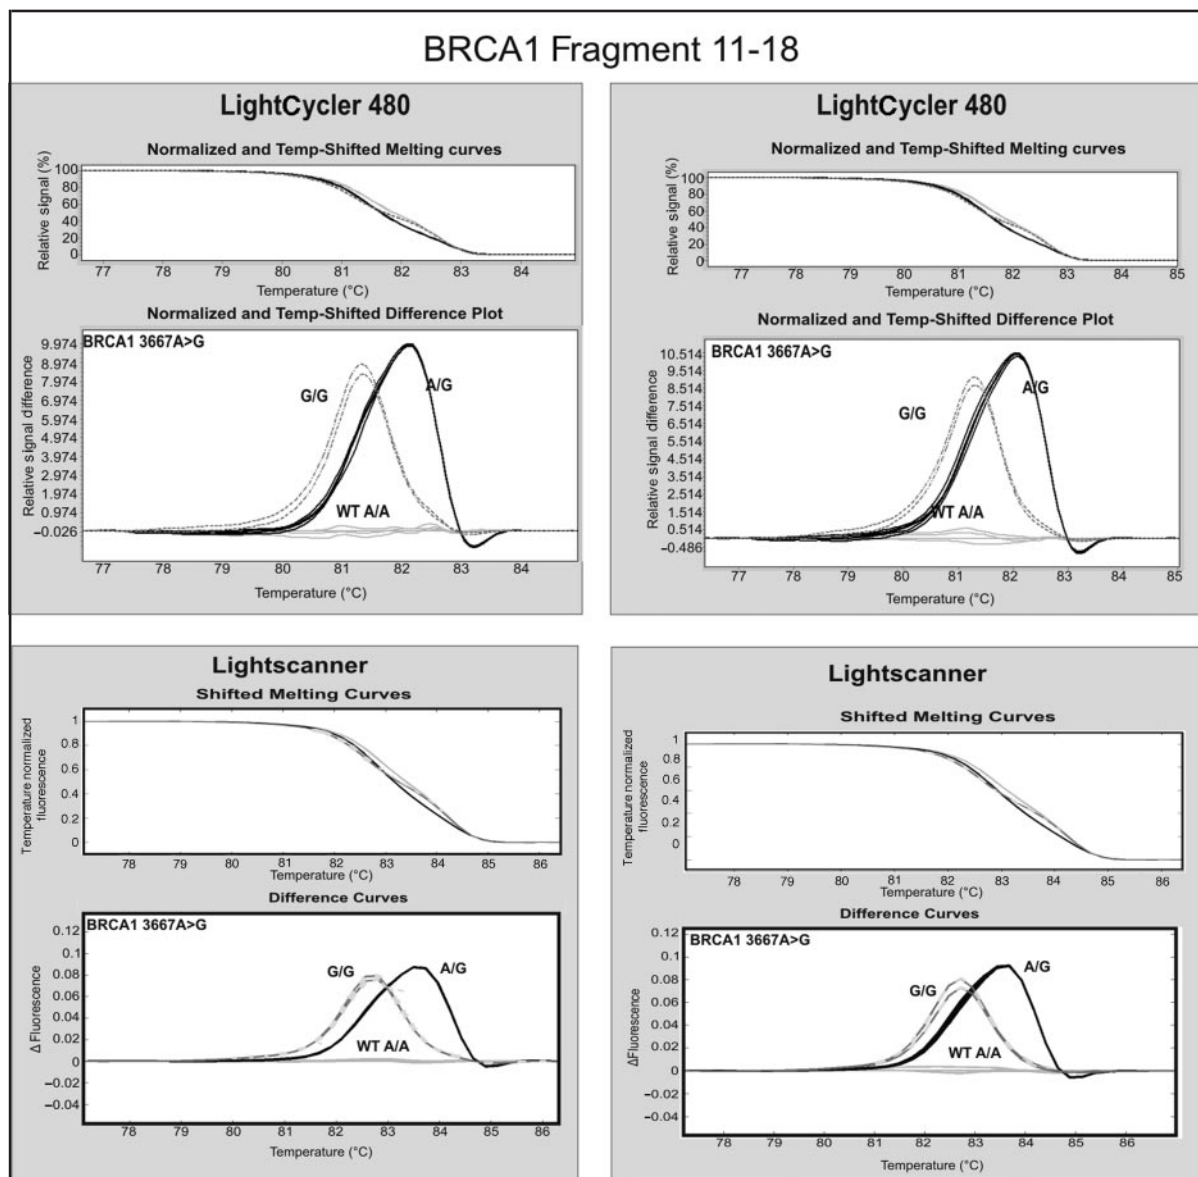 BRCA1 Fragment 11-18
LightCycler 480
Normalized and Temp-Shifted Melting curves
Relative signal (%)
100
80
60
40
20
0
77 78 79 80 81 82 83 84
Temperature (°C)
Normalized and Temp-Shifted Difference Plot
BRCA1 3667A>G
Relative signal difference
9.974
8.974
7.974
6.974
5.974
4.974
3.974
2.974
1.974
0.974
−0.026
G/G
A/G
WT A/A
77 78 79 80 81 82 83 84
Temperature (°C)
LightCycler 480
Normalized and Temp-Shifted Melting curves
Relative signal (%)
100
80
60
40
20
0
77 78 79 80 81 82 83 84 85
Temperature (°C)
Normalized and Temp-Shifted Difference Plot
BRCA1 3667A>G
Relative signal difference
10.514
9.514
8.514
7.514
6.514
5.514
4.514
3.514
2.514
1.514
0.514
−0.486
G/G
A/G
WT A/A
77 78 79 80 81 82 83 84 85
Temperature (°C)
Lightscanner
Shifted Melting Curves
Temperature normalized
fluorescence
1
0.8
0.6
0.4
0.2
0
78 79 80 81 82 83 84 85 86
Temperature (°C)
Difference Curves
BRCA1 3667A>G
Δ Fluorescence
0.12
0.1
0.08
0.06
0.04
0.02
0
−0.02
−0.04
G/G
A/G
WT A/A
78 79 80 81 82 83 84 85 86
Temperature (°C)
Lightscanner
Shifted Melting Curves
Temperature normalized
fluorescence
1
0.8
0.6
0.4
0.2
0
78 79 80 81 82 83 84 85 86
Temperature (°C)
Difference Curves
BRCA1 3667A>G
ΔFluorescence
0.12
0.1
0.08
0.06
0.04
0.02
0
−0.02
−0.04
G/G
A/G
WT A/A
78 79 80 81 82 83 84 85 86
Temperature (°C)